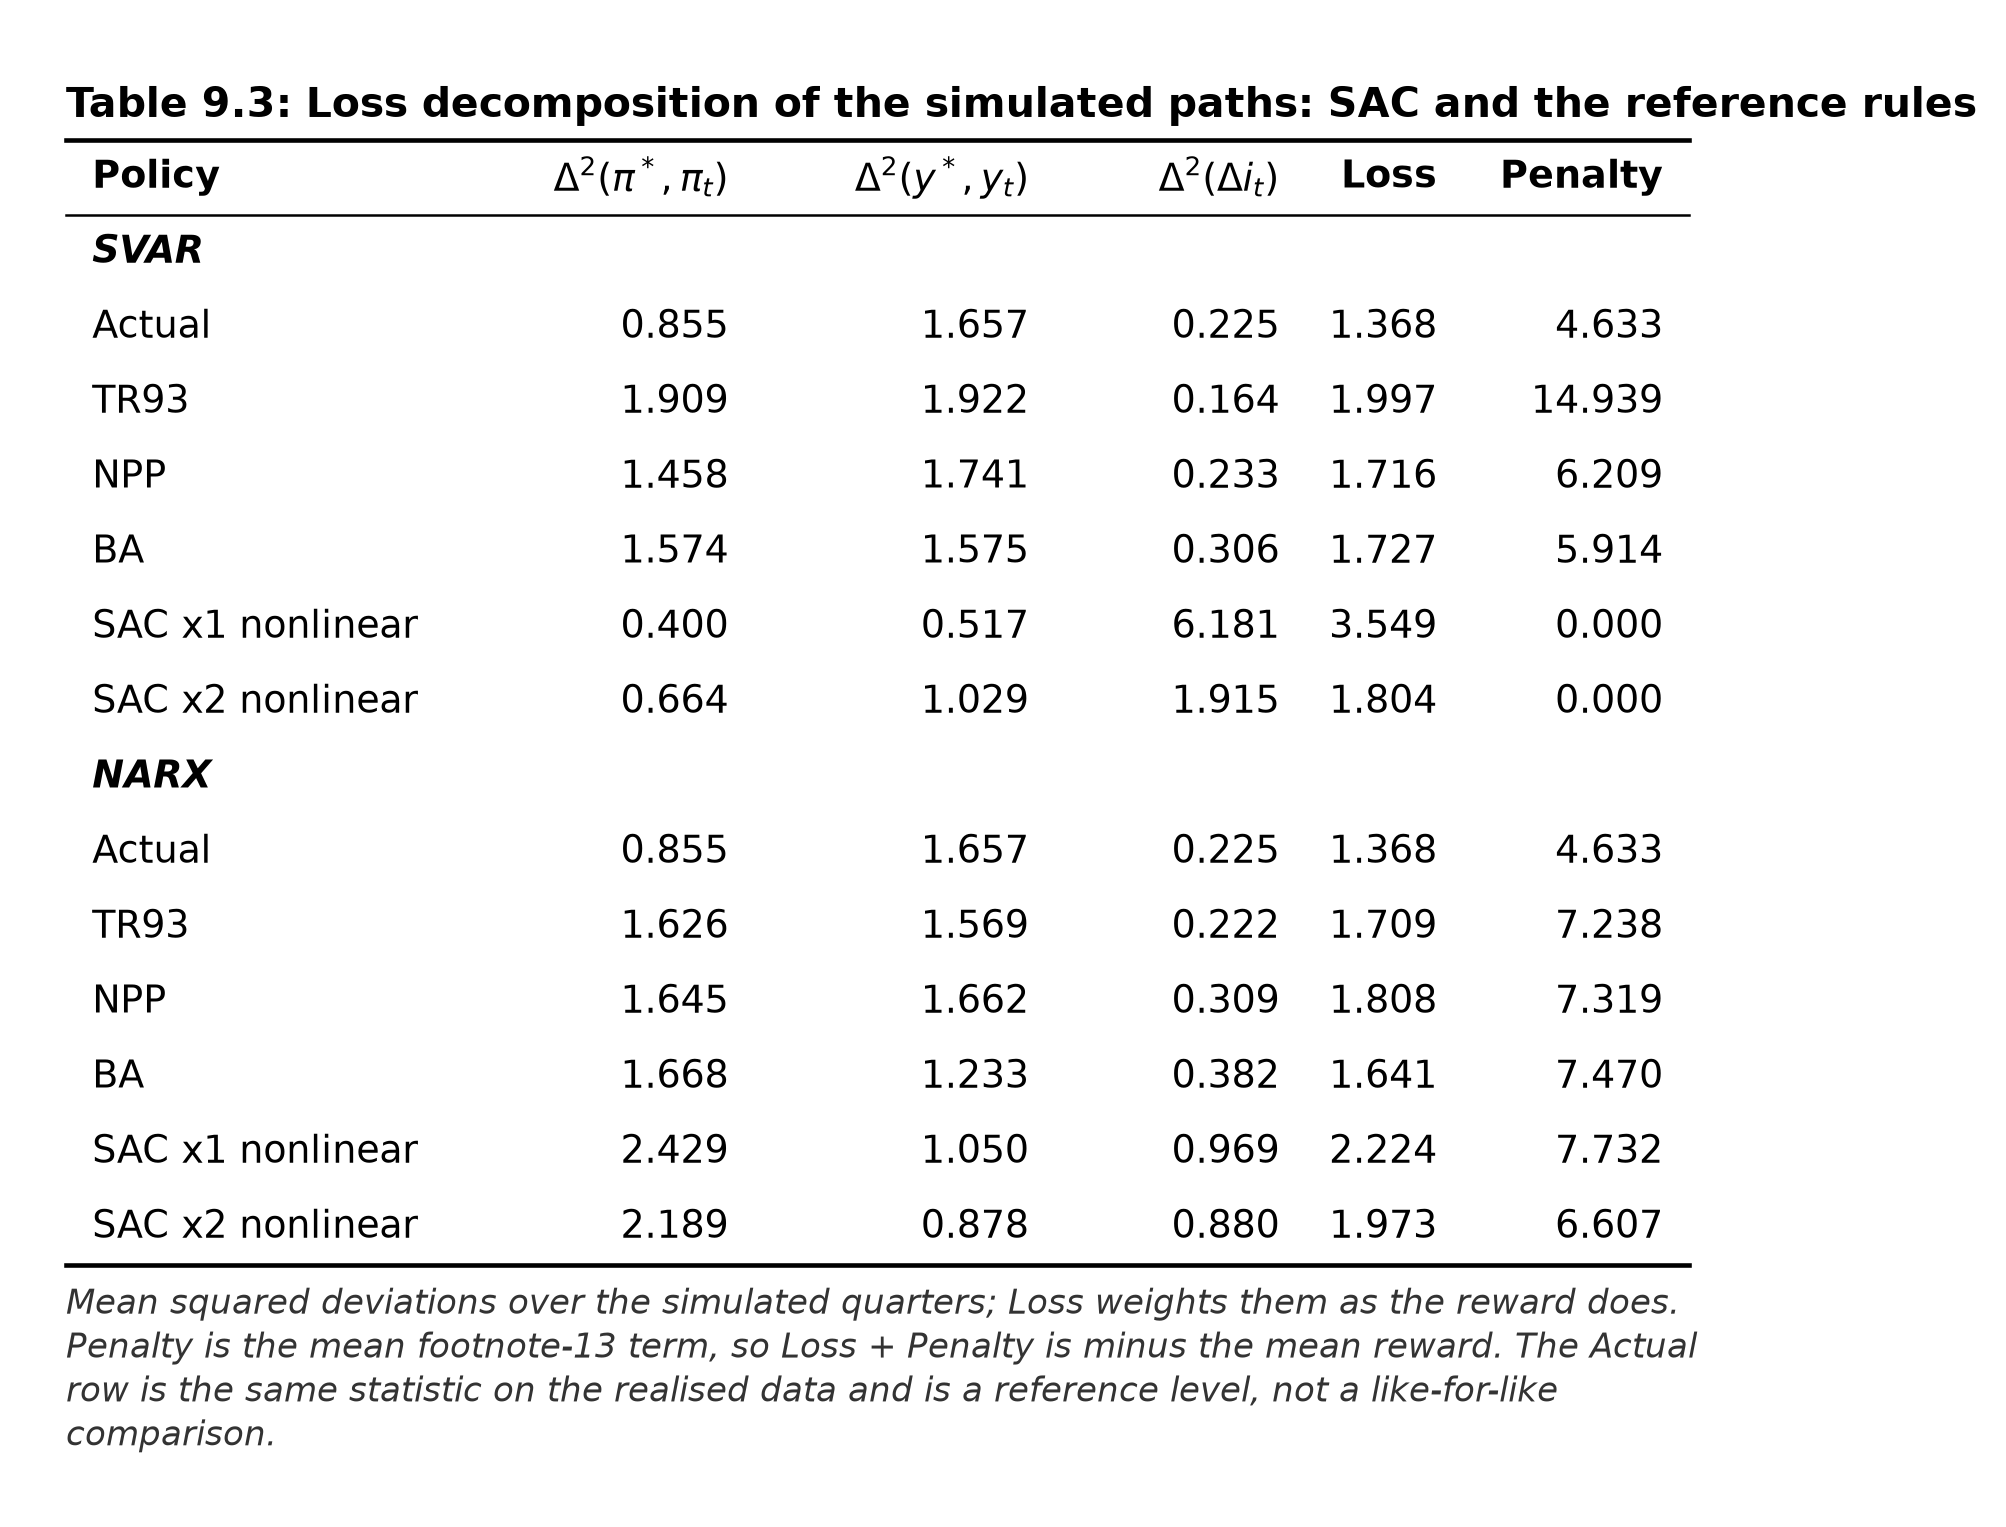 Table 9.3: Loss decomposition of the simulated paths: SAC and the reference rules
Policy Δ²(π*, πₜ) Δ²(y*, yₜ) Δ²(Δiₜ) Loss Penalty
SVAR
Actual 0.855 1.657 0.225 1.368 4.633
TR93 1.909 1.922 0.164 1.997 14.939
NPP 1.458 1.741 0.233 1.716 6.209
BA 1.574 1.575 0.306 1.727 5.914
SAC x1 nonlinear 0.400 0.517 6.181 3.549 0.000
SAC x2 nonlinear 0.664 1.029 1.915 1.804 0.000
NARX
Actual 0.855 1.657 0.225 1.368 4.633
TR93 1.626 1.569 0.222 1.709 7.238
NPP 1.645 1.662 0.309 1.808 7.319
BA 1.668 1.233 0.382 1.641 7.470
SAC x1 nonlinear 2.429 1.050 0.969 2.224 7.732
SAC x2 nonlinear 2.189 0.878 0.880 1.973 6.607
Mean squared deviations over the simulated quarters; Loss weights them as the reward does.
Penalty is the mean footnote-13 term, so Loss + Penalty is minus the mean reward. The Actual
row is the same statistic on the realised data and is a reference level, not a like-for-like
comparison.